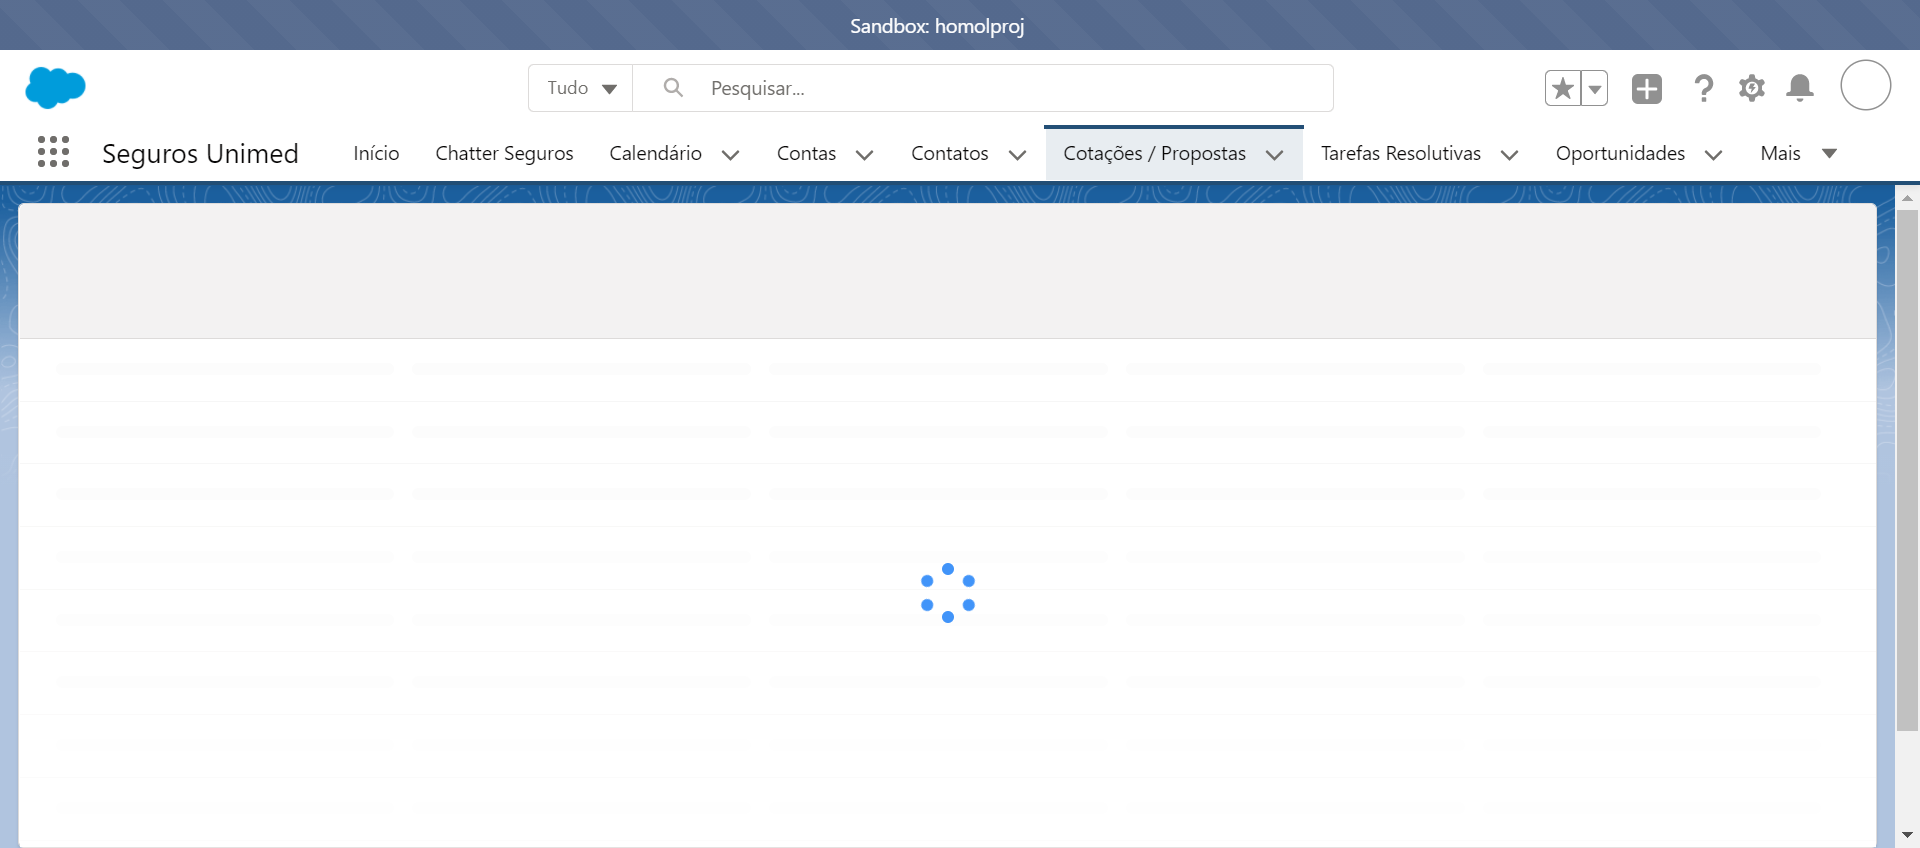 Sandbox: homolproj
Tudo
Pesquisar...
Seguros Unimed
Início
Chatter Seguros
Calendário
Contas
Contatos
Cotações / Propostas
Tarefas Resolutivas
Oportunidades
Mais